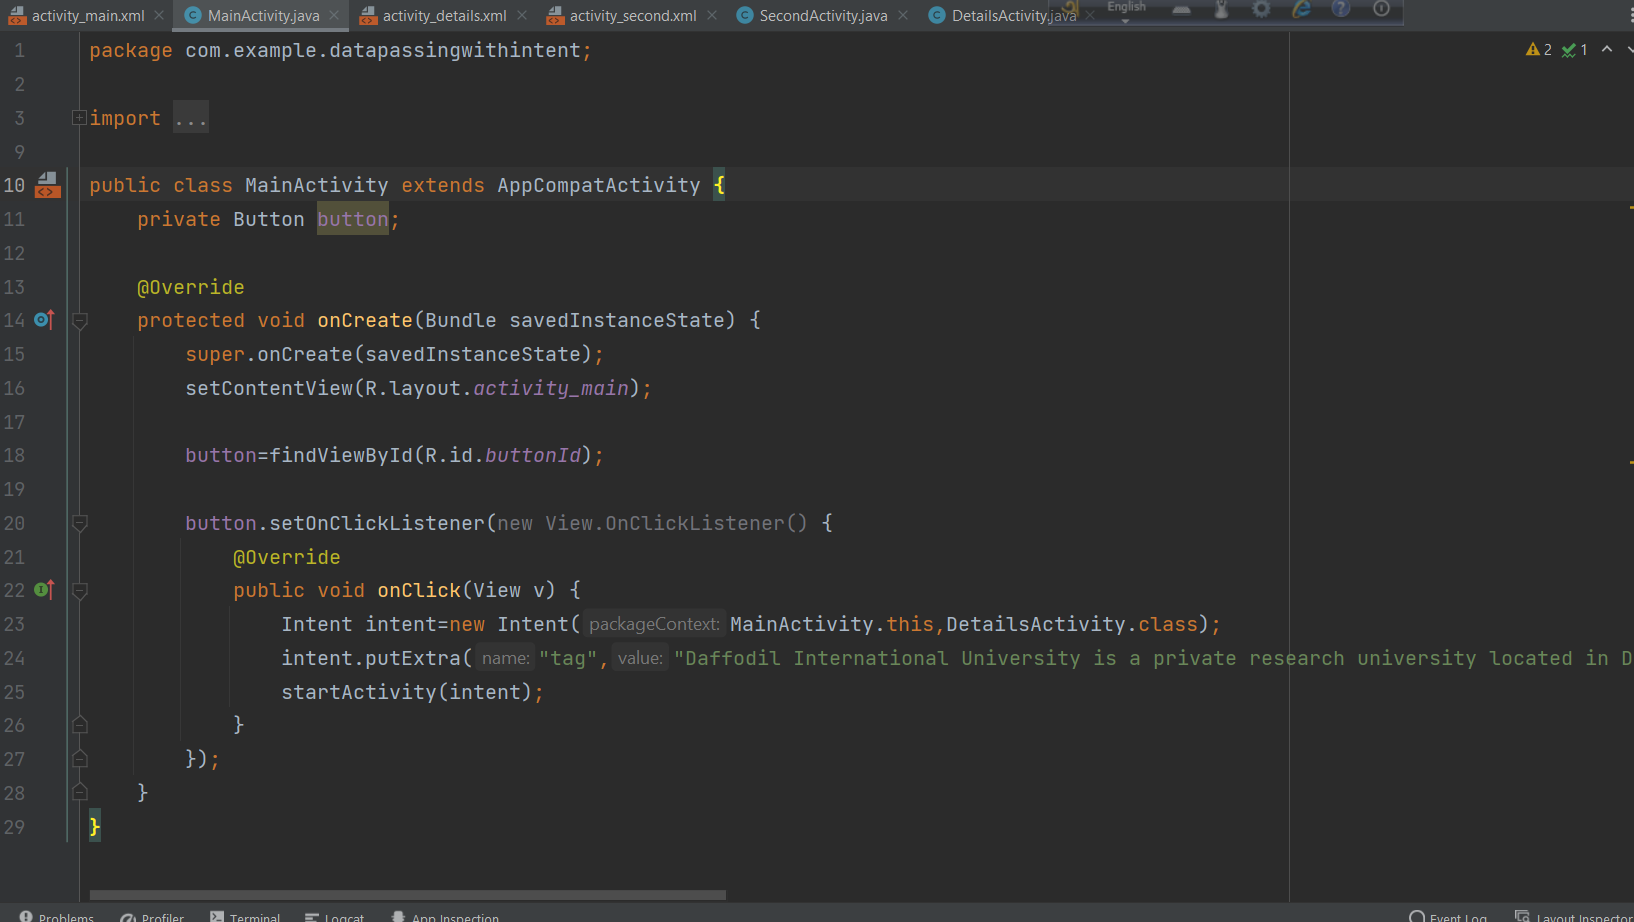 activity_main.xml MainActivity.java activity_details.xml activity_second.xml SecondActivity.java DetailsActivity.java English
1 package com.example.datapassingwithintent; 2 1
2
3 import ...
9
10 public class MainActivity extends AppCompatActivity {
11 private Button button;
12
13 @Override
14 protected void onCreate(Bundle savedInstanceState) {
15 super.onCreate(savedInstanceState);
16 setContentView(R.layout.activity_main);
17
18 button=findViewById(R.id.buttonId);
19
20 button.setOnClickListener(new View.OnClickListener() {
21 @Override
22 public void onClick(View v) {
23 Intent intent=new Intent( packageContext: MainActivity.this,DetailsActivity.class);
24 intent.putExtra( name: "tag", value: "Daffodil International University is a private research university located in D
25 startActivity(intent);
26 }
27 });
28 }
29 }
Problems Profiler Terminal Logcat App Inspection Event Log Layout Inspector